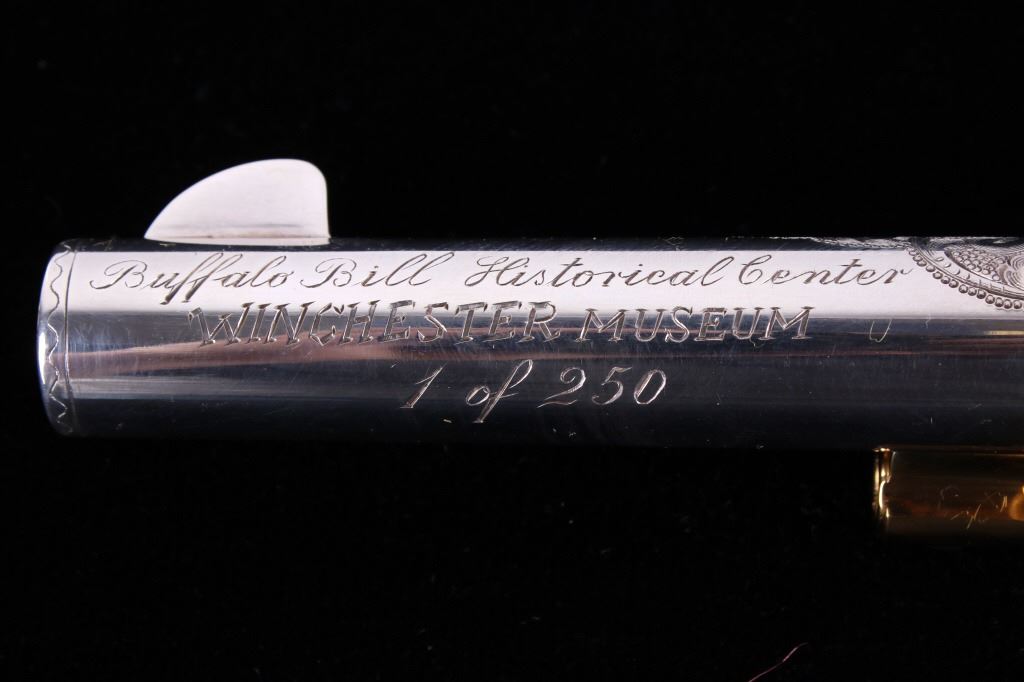 Buffalo Bill Historical Center
WINCHESTER MUSEUM
1 of 250